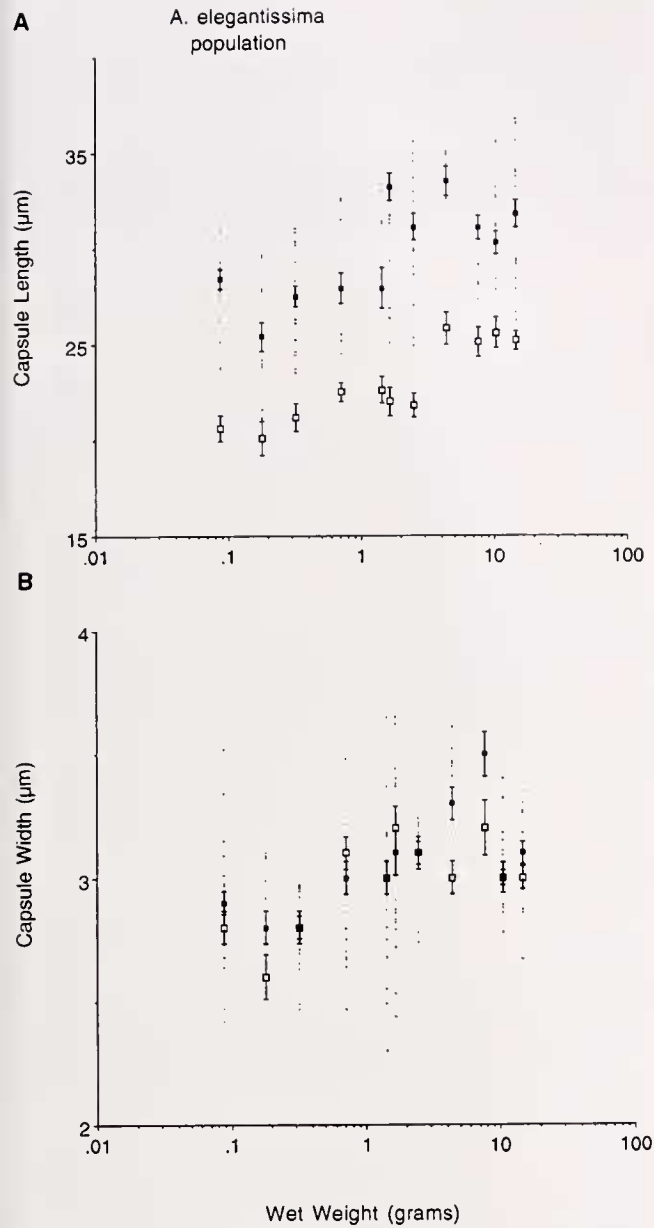 A
A. elegantissima
population
Capsule Length (µm)
35
25
15
.01 .1 1 10 100
B
Capsule Width (µm)
4
3
2
.01 .1 1 10 100
Wet Weight (grams)